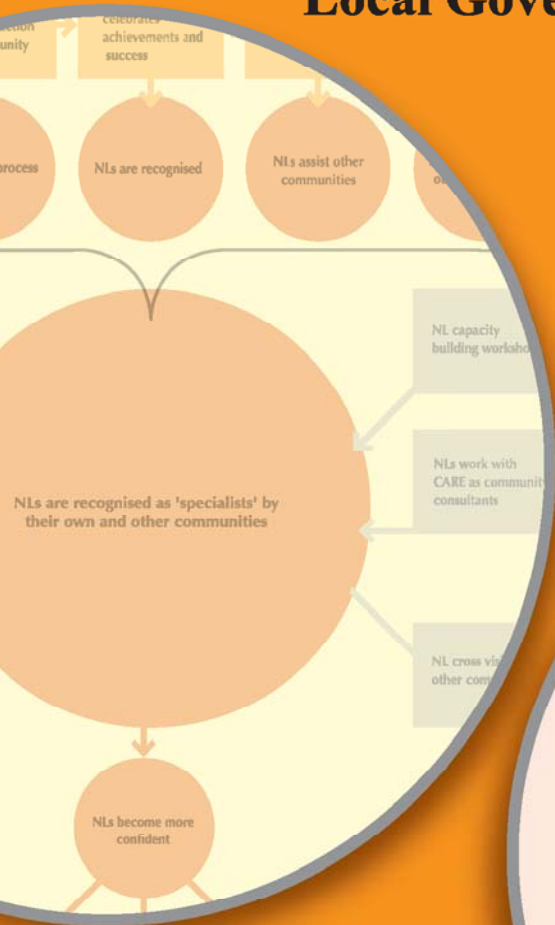 Local Gove
celebrates
achievements and
success
unity
process
NLs are recognised
NLs assist other
communities
NL capacity
building worksho
NLs work with
CARE as communit
consultants
NLs are recognised as 'specialists' by
their own and other communities
NL cross vis
other com
NLs become more
confident